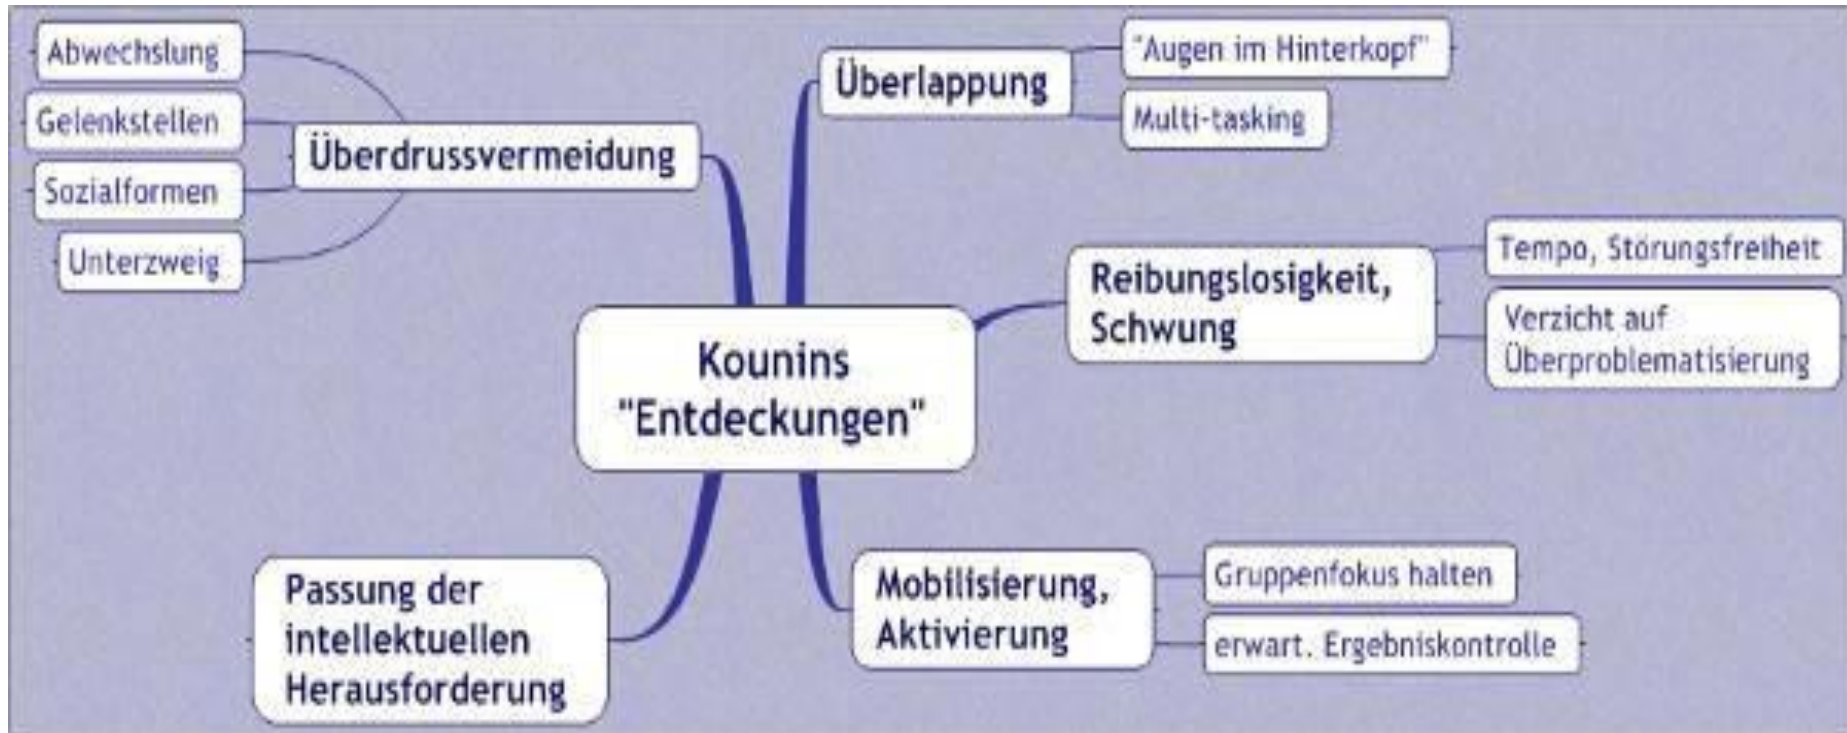 Abwechslung
Gelenkstellen
Sozialformen
Unterzweig
Überdrussvermeidung
Überlappung
"Augen im Hinterkopf"
Multi-tasking
Reibungslosigkeit,
Schwung
Tempo, Störungsfreiheit
Verzicht auf
Überproblematisierung
Kounins
"Entdeckungen"
Passung der
intellektuellen
Herausforderung
Mobilisierung,
Aktivierung
Gruppenfokus halten
erwart. Ergebniskontrolle